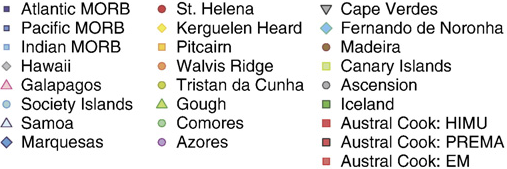 Atlantic MORB
Pacific MORB
Indian MORB
Hawaii
Galapagos
Society Islands
Samoa
Marquesas
St. Helena
Kerguelen Heard
Pitcairn
Walvis Ridge
Tristan da Cunha
Gough
Comores
Azores
Cape Verdes
Fernando de Noronha
Madeira
Canary Islands
Ascension
Iceland
Austral Cook: HIMU
Austral Cook: PREMA
Austral Cook: EM